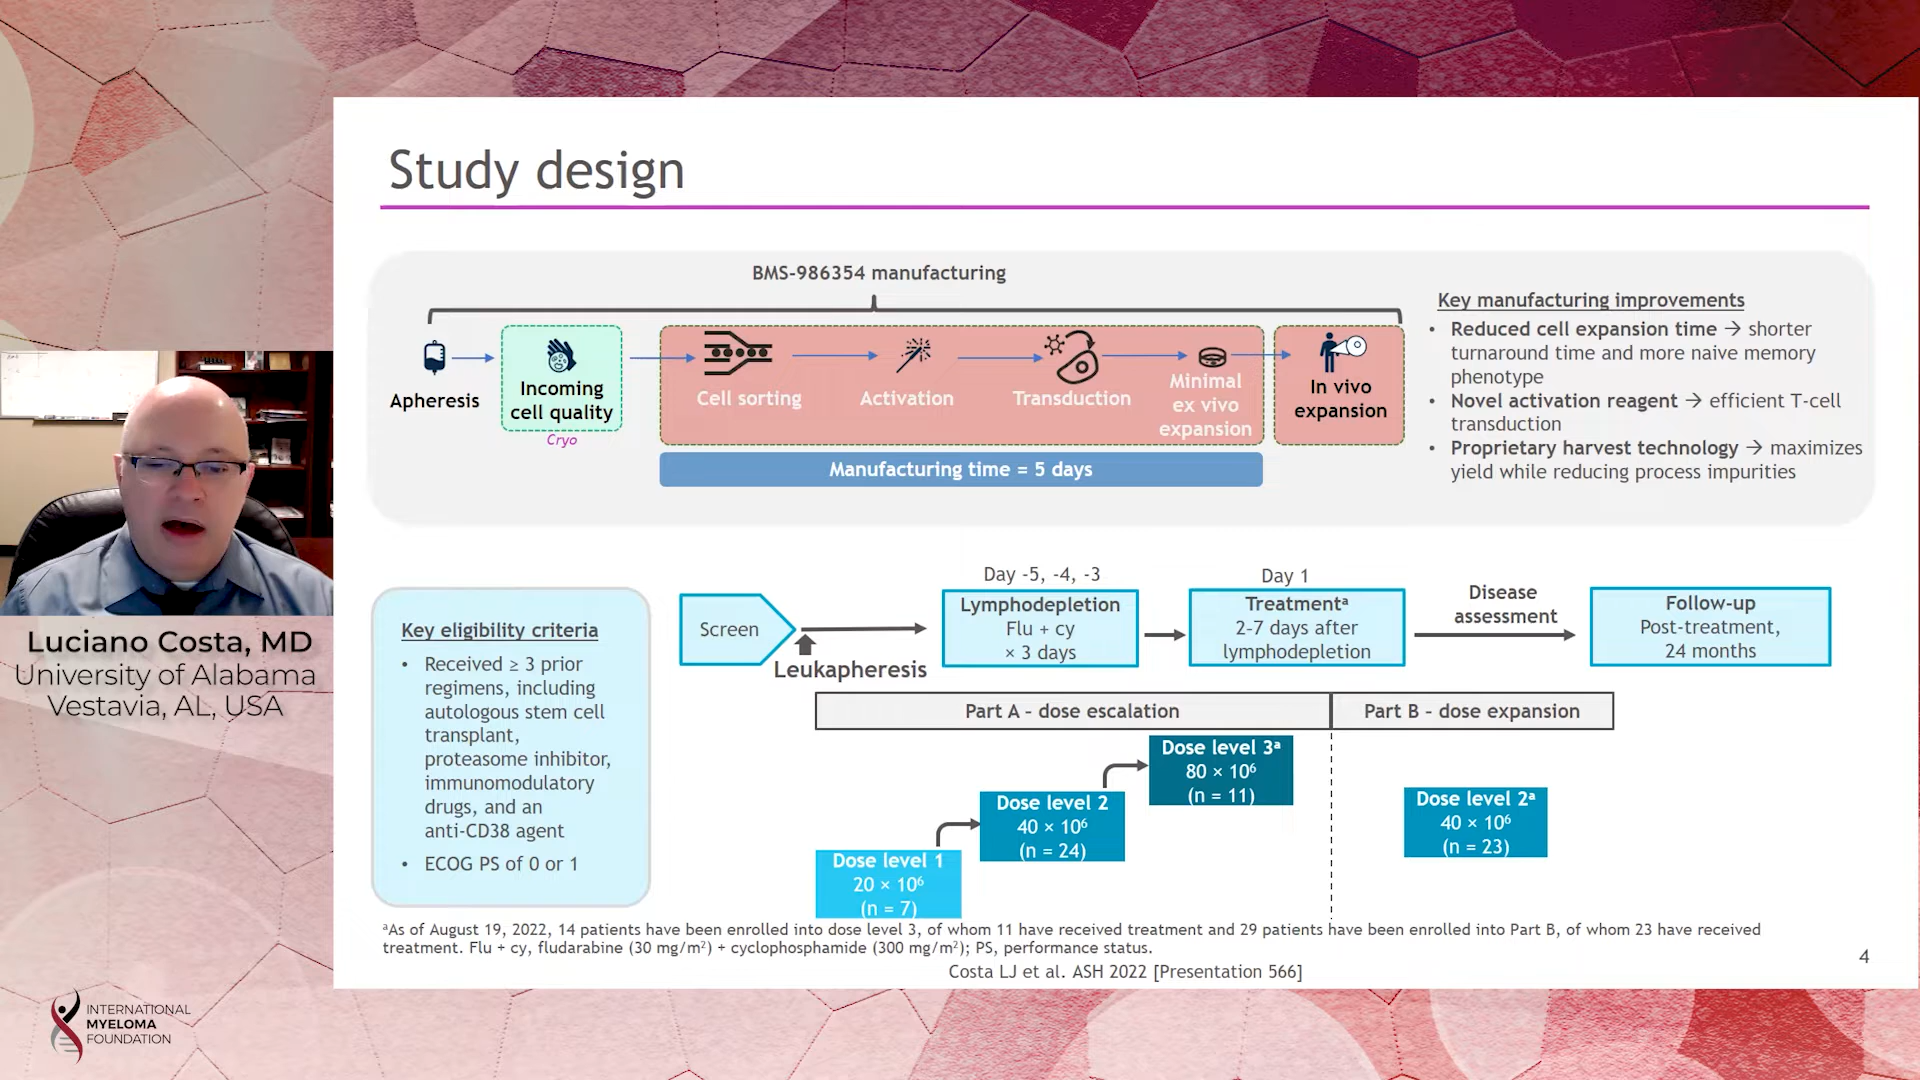 Study design
BMS-986354 manufacturing
Apheresis
Incoming
cell quality
Cryo
Cell sorting
Activation
Transduction
Minimal
ex vivo
expansion
In vivo
expansion
Manufacturing time = 5 days
Key manufacturing improvements
• Reduced cell expansion time → shorter
turnaround time and more naive memory
phenotype
• Novel activation reagent → efficient T-cell
transduction
• Proprietary harvest technology → maximizes
yield while reducing process impurities
Luciano Costa, MD
University of Alabama
Vestavia, AL, USA
Key eligibility criteria
• Received ≥ 3 prior
regimens, including
autologous stem cell
transplant,
proteasome inhibitor,
immunomodulatory
drugs, and an
anti-CD38 agent
• ECOG PS of 0 or 1
Screen
Leukapheresis
Day -5, -4, -3
Lymphodepletion
Flu + cy
× 3 days
Day 1
Treatmentᵃ
2-7 days after
lymphodepletion
Disease
assessment
Follow-up
Post-treatment,
24 months
Part A – dose escalation
Part B – dose expansion
Dose level 1
20 × 10⁶
(n = 7)
Dose level 2
40 × 10⁶
(n = 24)
Dose level 3ᵃ
80 × 10⁶
(n = 11)
Dose level 2ᵃ
40 × 10⁶
(n = 23)
ᵃAs of August 19, 2022, 14 patients have been enrolled into dose level 3, of whom 11 have received treatment and 29 patients have been enrolled into Part B, of whom 23 have received
treatment. Flu + cy, fludarabine (30 mg/m²) + cyclophosphamide (300 mg/m²); PS, performance status.
Costa LJ et al. ASH 2022 [Presentation 566]
4
INTERNATIONAL
MYELOMA
FOUNDATION